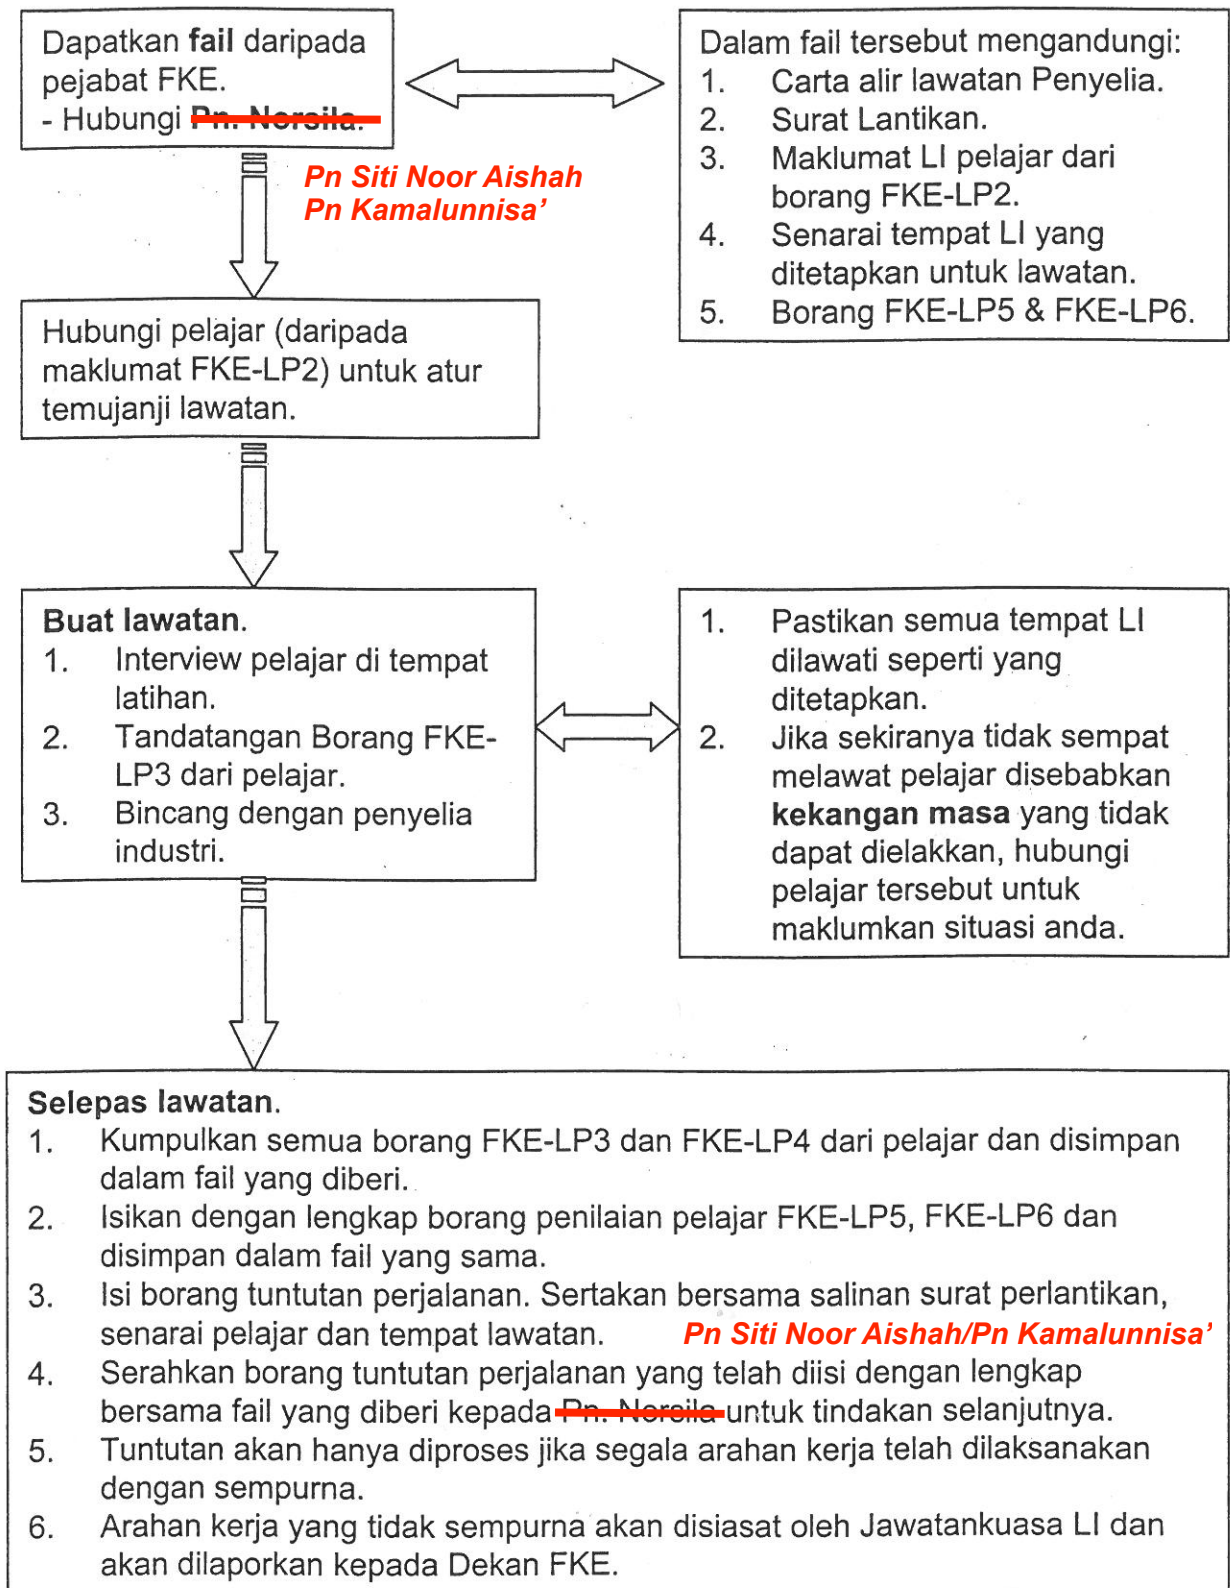 Dapatkan fail daripada
pejabat FKE.
- Hubungi Pn. Norsila.
Pn Siti Noor Aishah
Pn Kamalunnisa’
Dalam fail tersebut mengandungi:
1. Carta alir lawatan Penyelia.
2. Surat Lantikan.
3. Maklumat LI pelajar dari
borang FKE-LP2.
4. Senarai tempat LI yang
ditetapkan untuk lawatan.
5. Borang FKE-LP5 & FKE-LP6.
Hubungi pelajar (daripada
maklumat FKE-LP2) untuk atur
temujanji lawatan.
Buat lawatan.
1. Interview pelajar di tempat
latihan.
2. Tandatangan Borang FKE-
LP3 dari pelajar.
3. Bincang dengan penyelia
industri.
1. Pastikan semua tempat LI
dilawati seperti yang
ditetapkan.
2. Jika sekiranya tidak sempat
melawat pelajar disebabkan
kekangan masa yang tidak
dapat dielakkan, hubungi
pelajar tersebut untuk
maklumkan situasi anda.
Selepas lawatan.
1. Kumpulkan semua borang FKE-LP3 dan FKE-LP4 dari pelajar dan disimpan
dalam fail yang diberi.
2. Isikan dengan lengkap borang penilaian pelajar FKE-LP5, FKE-LP6 dan
disimpan dalam fail yang sama.
3. Isi borang tuntutan perjalanan. Sertakan bersama salinan surat perlantikan,
senarai pelajar dan tempat lawatan. Pn Siti Noor Aishah/Pn Kamalunnisa’
4. Serahkan borang tuntutan perjalanan yang telah diisi dengan lengkap
bersama fail yang diberi kepada Pn. Norsila untuk tindakan selanjutnya.
5. Tuntutan akan hanya diproses jika segala arahan kerja telah dilaksanakan
dengan sempurna.
6. Arahan kerja yang tidak sempurna akan disiasat oleh Jawatankuasa LI dan
akan dilaporkan kepada Dekan FKE.